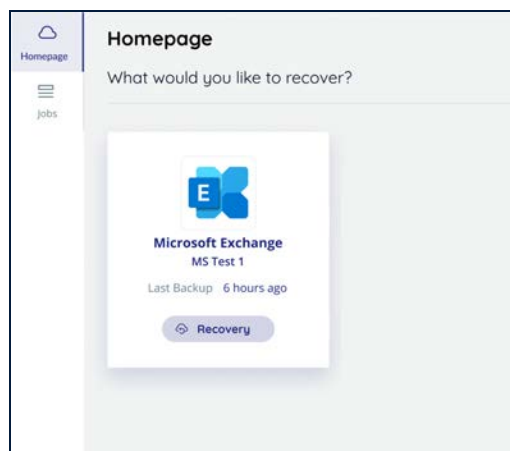 Homepage
Jobs
Homepage
What would you like to recover?
E
Microsoft Exchange
MS Test 1
Last Backup 6 hours ago
Recovery